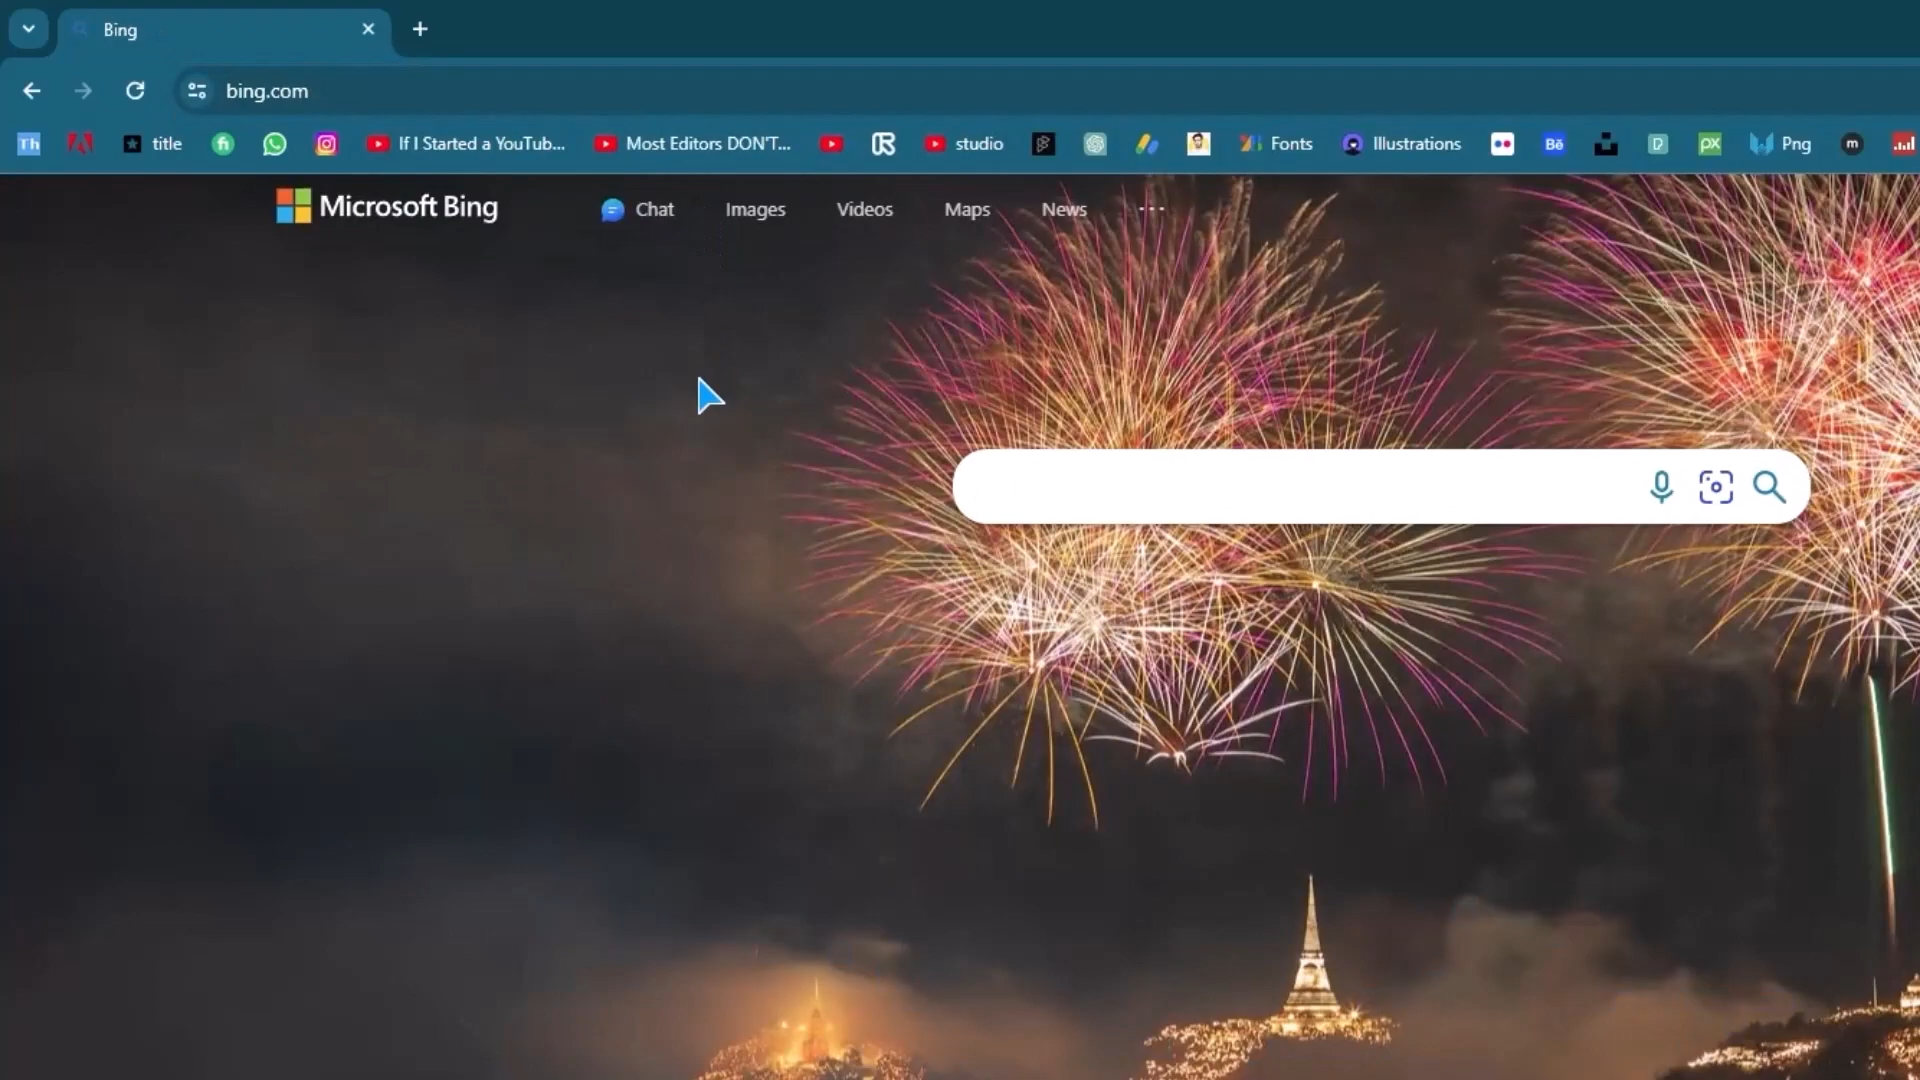 Bing
bing.com
Th title fi If I Started a YouTub... Most Editors DON'T... studio Fonts Illustrations Bē P px Png m
Microsoft Bing Chat Images Videos Maps News ...